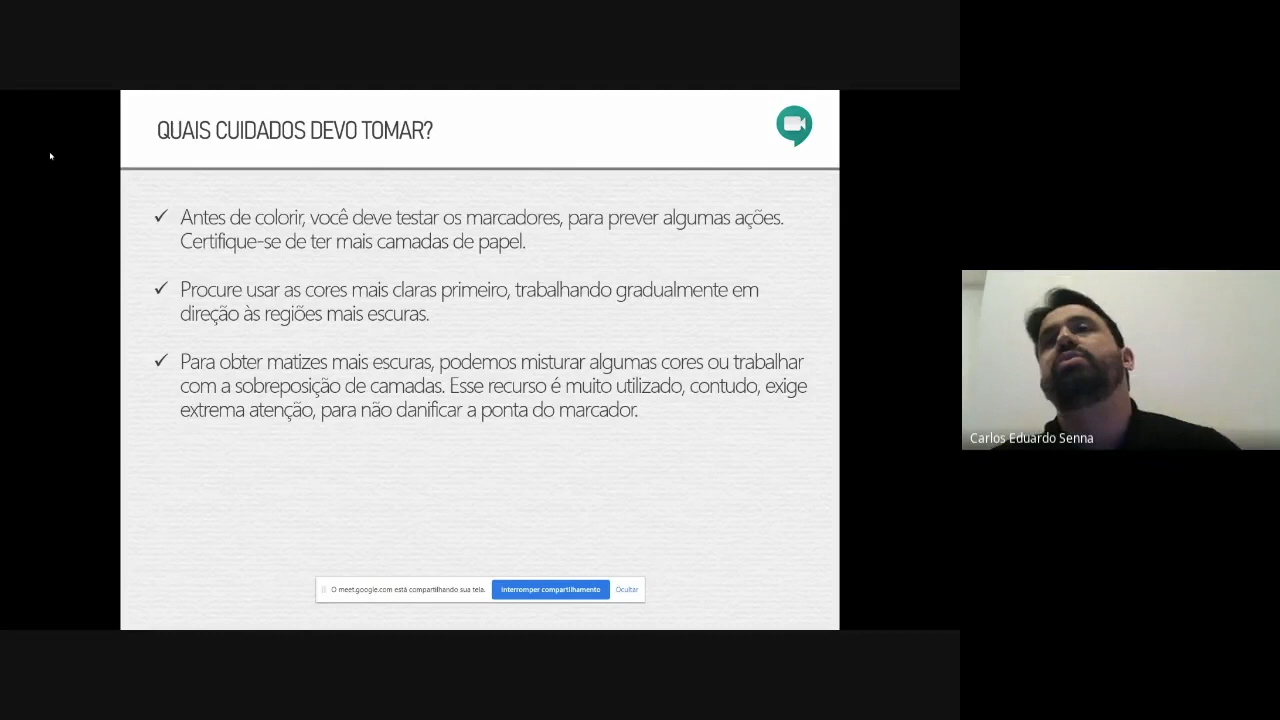 QUAIS CUIDADOS DEVO TOMAR?
✓ Antes de colorir, você deve testar os marcadores, para prever algumas ações.
Certifique-se de ter mais camadas de papel.
✓ Procure usar as cores mais claras primeiro, trabalhando gradualmente em
direção às regiões mais escuras.
✓ Para obter matizes mais escuras, podemos misturar algumas cores ou trabalhar
com a sobreposição de camadas. Esse recurso é muito utilizado, contudo, exige
extrema atenção, para não danificar a ponta do marcador.
O meet.google.com está compartilhando sua tela. Interromper compartilhamento Ocultar
Carlos Eduardo Senna